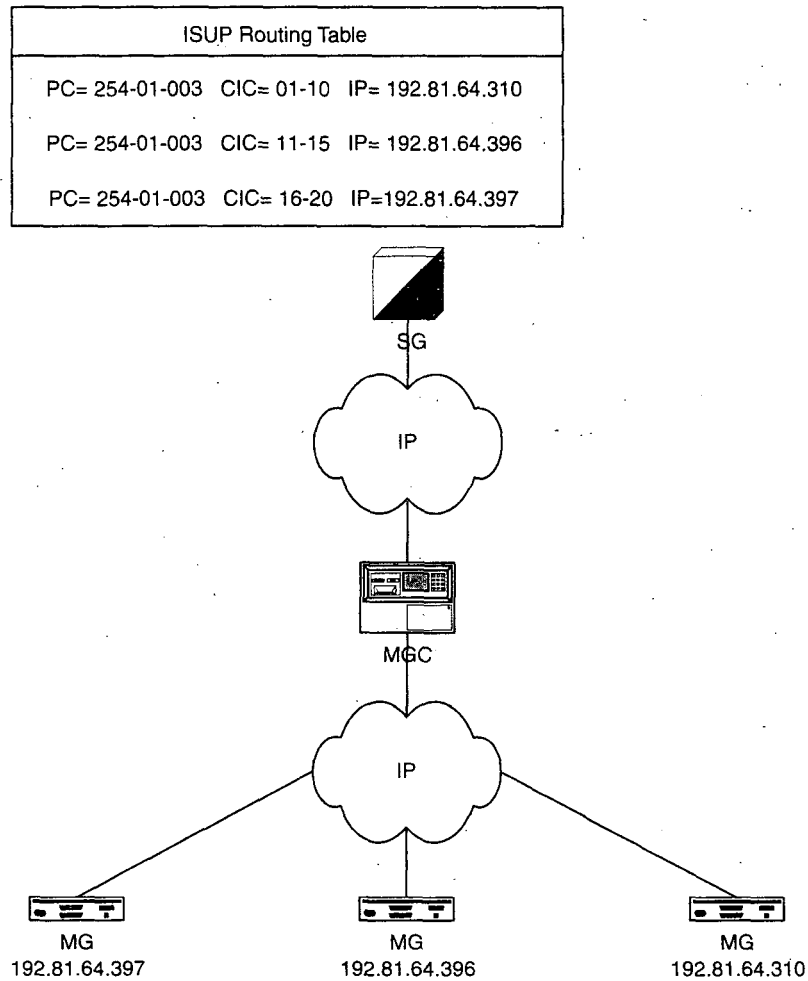 ISUP Routing Table
PC= 254-01-003 CIC= 01-10 IP= 192.81.64.310
PC= 254-01-003 CIC= 11-15 IP= 192.81.64.396
PC= 254-01-003 CIC= 16-20 IP=192.81.64.397
SG
IP
MGC
IP
MG MG MG
192.81.64.397 192.81.64.396 192.81.64.310